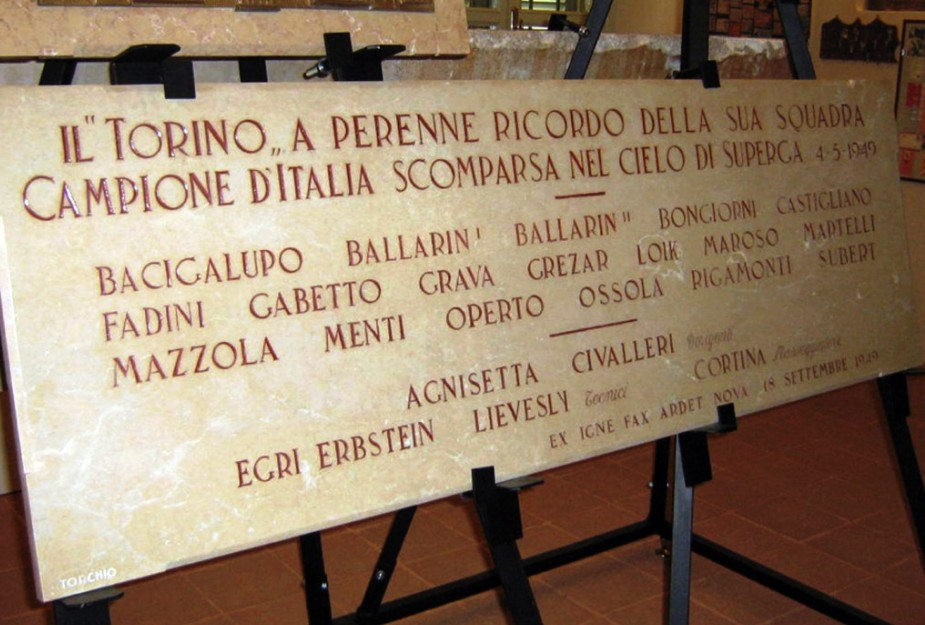 IL "TORINO„ A PERENNE RICORDO DELLA SUA SQUADRA
CAMPIONE D'ITALIA SCOMPARSA NEL CIELO DI SUPERGA 4-5-1949
BACIGALUPO BALLARIN' BALLARIN" BONGIORNI CASTIGLIANO
FADINI GABETTO GRAVA GREZAR LOIK MAROSO MARTELLI
MAZZOLA MENTI OPERTO OSSOLA RIGAMONTI SUBERT
AGNISETTA CIVALLERI Dirigenti
EGRI ERBSTEIN LIEVESLY Tecnici CORTINA Massaggiatore
EX IGNE FAX ARDET NOVA 18 SETTEMBRE 1949
TORCHIO